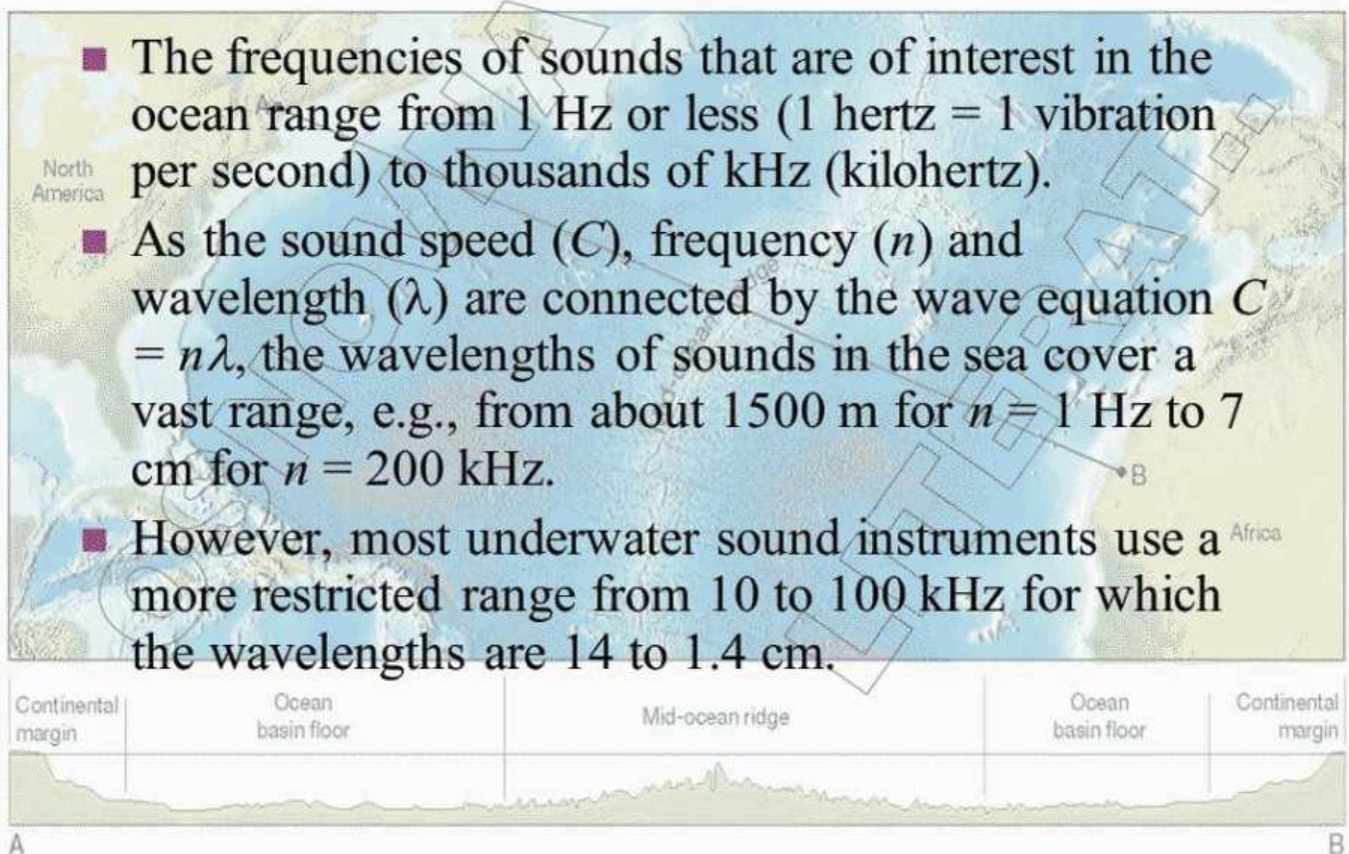 ■ The frequencies of sounds that are of interest in the
ocean range from 1 Hz or less (1 hertz = 1 vibration
per second) to thousands of kHz (kilohertz).
■ As the sound speed (C), frequency (n) and
wavelength (λ) are connected by the wave equation C
= nλ, the wavelengths of sounds in the sea cover a
vast range, e.g., from about 1500 m for n = 1 Hz to 7
cm for n = 200 kHz.
■ However, most underwater sound instruments use a
more restricted range from 10 to 100 kHz for which
the wavelengths are 14 to 1.4 cm.
North
America
A
B
Africa
Continental
margin
Ocean
basin floor
Mid-ocean ridge
Ocean
basin floor
Continental
margin
A
B